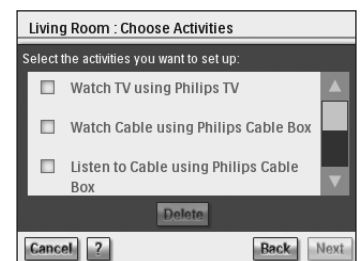 Living Room : Choose Activities
Select the activities you want to set up:
Watch TV using Philips TV
Watch Cable using Philips Cable Box
Listen to Cable using Philips Cable
Box
Delete
Cancel ? Back Next